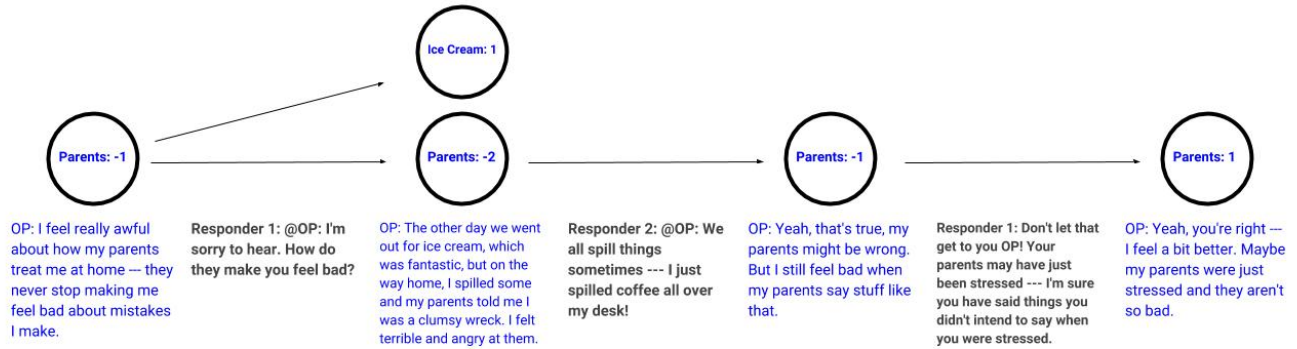 Ice Cream: 1
Parents: -1
Parents: -2
Parents: -1
Parents: 1
OP: I feel really awful
about how my parents
treat me at home --- they
never stop making me
feel bad about mistakes
I make.
Responder 1: @OP: I'm
sorry to hear. How do
they make you feel bad?
OP: The other day we went
out for ice cream, which
was fantastic, but on the
way home, I spilled some
and my parents told me I
was a clumsy wreck. I felt
terrible and angry at them.
Responder 2: @OP: We
all spill things
sometimes --- I just
spilled coffee all over
my desk!
OP: Yeah, that's true, my
parents might be wrong.
But I still feel bad when
my parents say stuff like
that.
Responder 1: Don't let that
get to you OP! Your
parents may have just
been stressed --- I'm sure
you have said things you
didn't intend to say when
you were stressed.
OP: Yeah, you're right ---
I feel a bit better. Maybe
my parents were just
stressed and they aren't
so bad.